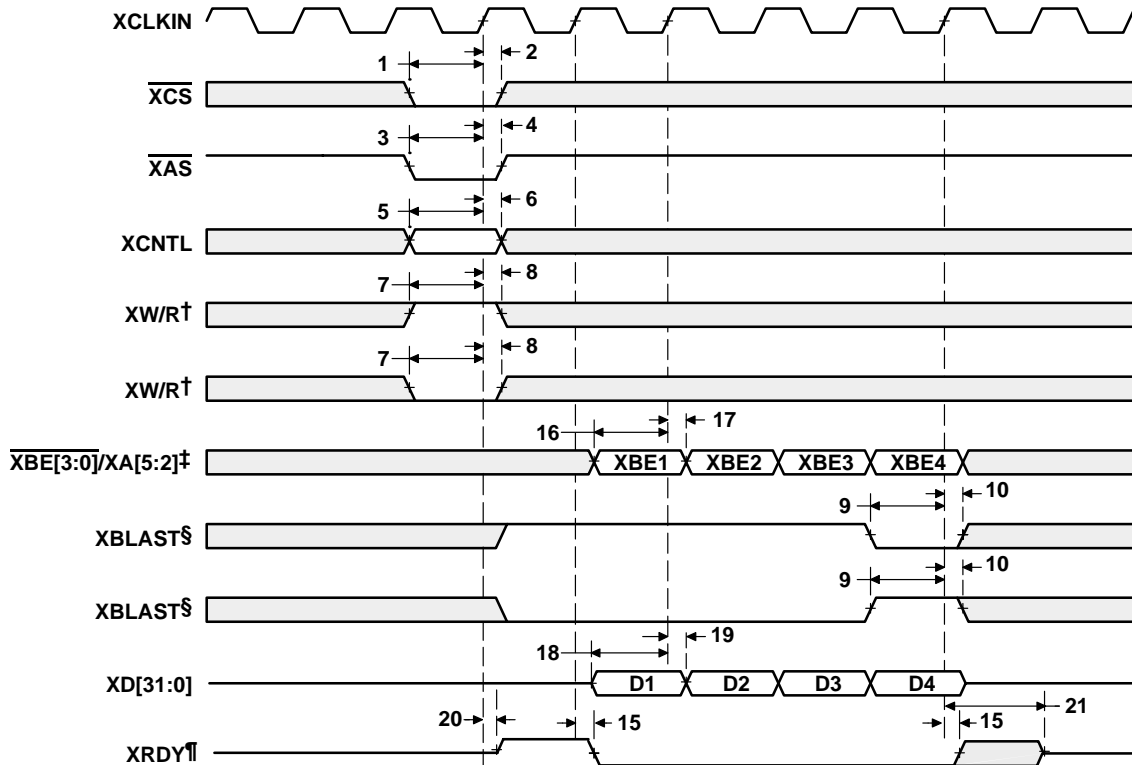 XCLKIN
1
2
XCS
3
4
XAS
5
6
XCNTL
7
8
XW/R†
7
8
XW/R†
16
17
XBE[3:0]/XA[5:2]‡
XBE1 XBE2 XBE3 XBE4
9
10
XBLAST§
9
10
XBLAST§
18
19
XD[31:0]
D1 D2 D3 D4
20
15
15
21
XRDY¶